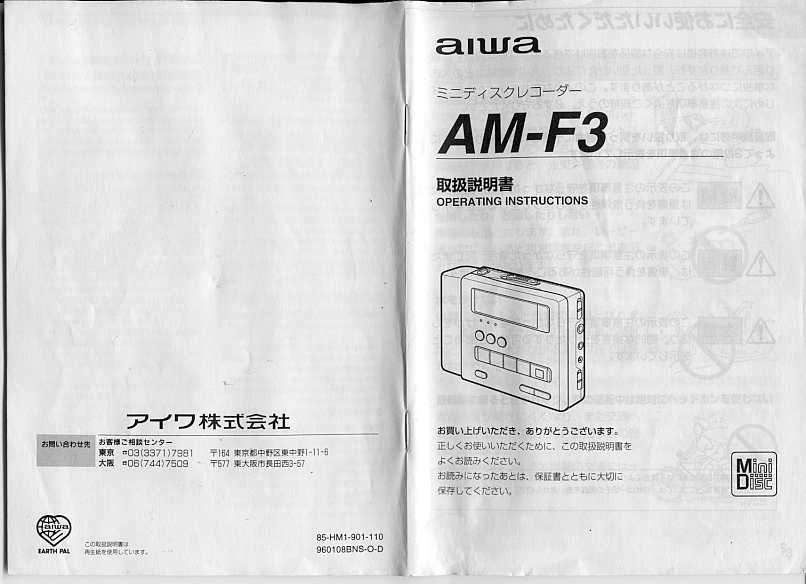 aiwa
ミニディスクレコーダー
AM-F3
取扱説明書
OPERATING INSTRUCTIONS
お買い上げいただき、ありがとうございます。
正しくお使いいただくために、この取扱説明書を
よくお読みください。
お読みになったあとは、保証書とともに大切に
保存してください。
Mini
Disc
アイワ株式会社
お問い合わせ先
お客様ご相談センター
東京 ☎03(3371)7981 〒164 東京都中野区東中野1-11-6
大阪 ☎06(744)7509 〒577 東大阪市長田西3-57
aiwa
EARTH PAL
この取扱説明書は
再生紙を使用しています。
85-HM1-901-110
960108BNS-O-D